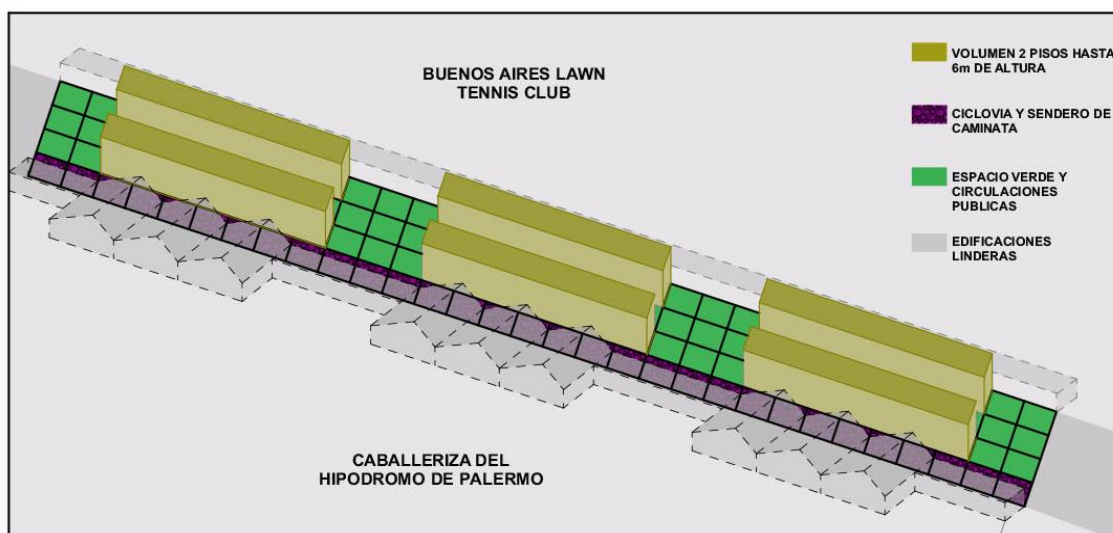 BUENOS AIRES LAWN
TENNIS CLUB
VOLUMEN 2 PISOS HASTA
6m DE ALTURA
CICLOVIA Y SENDERO DE
CAMINATA
ESPACIO VERDE Y
CIRCULACIONES
PUBLICAS
EDIFICACIONES
LINDERAS
CABALLERIZA DEL
HIPODROMO DE PALERMO